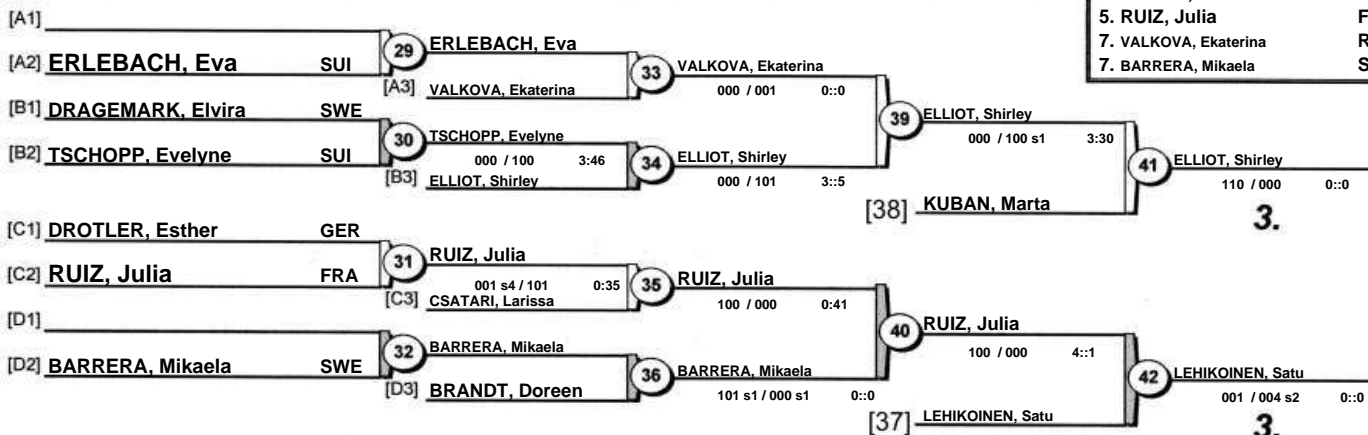 5. RUIZ, Julia F
7. VALKOVA, Ekaterina R
7. BARRERA, Mikaela S
[A1]
[A2] ERLEBACH, Eva SUI
29
ERLEBACH, Eva
[A3] VALKOVA, Ekaterina
33
VALKOVA, Ekaterina
000 / 001 0::0
[B1] DRAGEMARK, Elvira SWE
[B2] TSCHOPP, Evelyne SUI
30
TSCHOPP, Evelyne
000 / 100 3:46
[B3] ELLIOT, Shirley
34
ELLIOT, Shirley
000 / 101 3::5
39
ELLIOT, Shirley
000 / 100 s1 3:30
[38] KUBAN, Marta
41
ELLIOT, Shirley
110 / 000 0::0
3.
[C1] DROTLER, Esther GER
[C2] RUIZ, Julia FRA
31
RUIZ, Julia
001 s4 / 101 0:35
[C3] CSATARI, Larissa
35
RUIZ, Julia
100 / 000 0:41
[D1]
[D2] BARRERA, Mikaela SWE
32
BARRERA, Mikaela
[D3] BRANDT, Doreen
36
BARRERA, Mikaela
101 s1 / 000 s1 0::0
40
RUIZ, Julia
100 / 000 4::1
[37] LEHIKOINEN, Satu
42
LEHIKOINEN, Satu
001 / 004 s2 0::0
3.